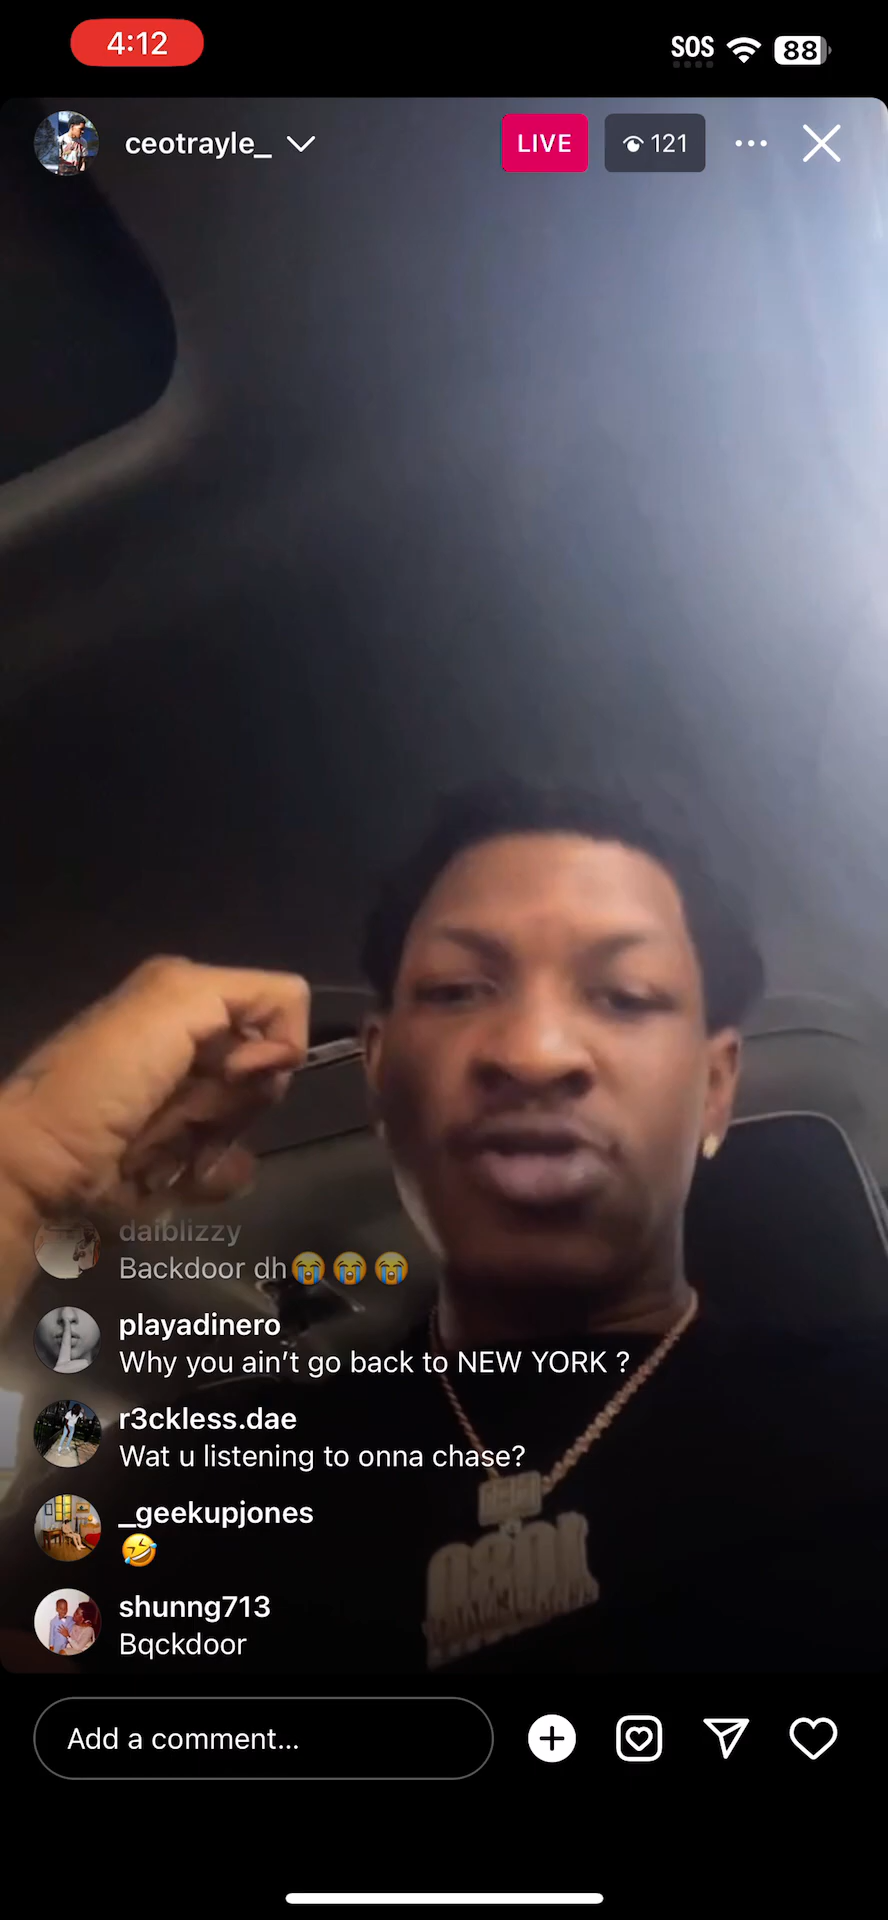 4:12
SOS
88
ceotrayle_
LIVE
121
daiblizzy
Backdoor dh😭😭😭
playadinero
Why you ain’t go back to NEW YORK ?
r3ckless.dae
Wat u listening to onna chase?
_geekupjones
🤣
shunng713
Bqckdoor
Add a comment...